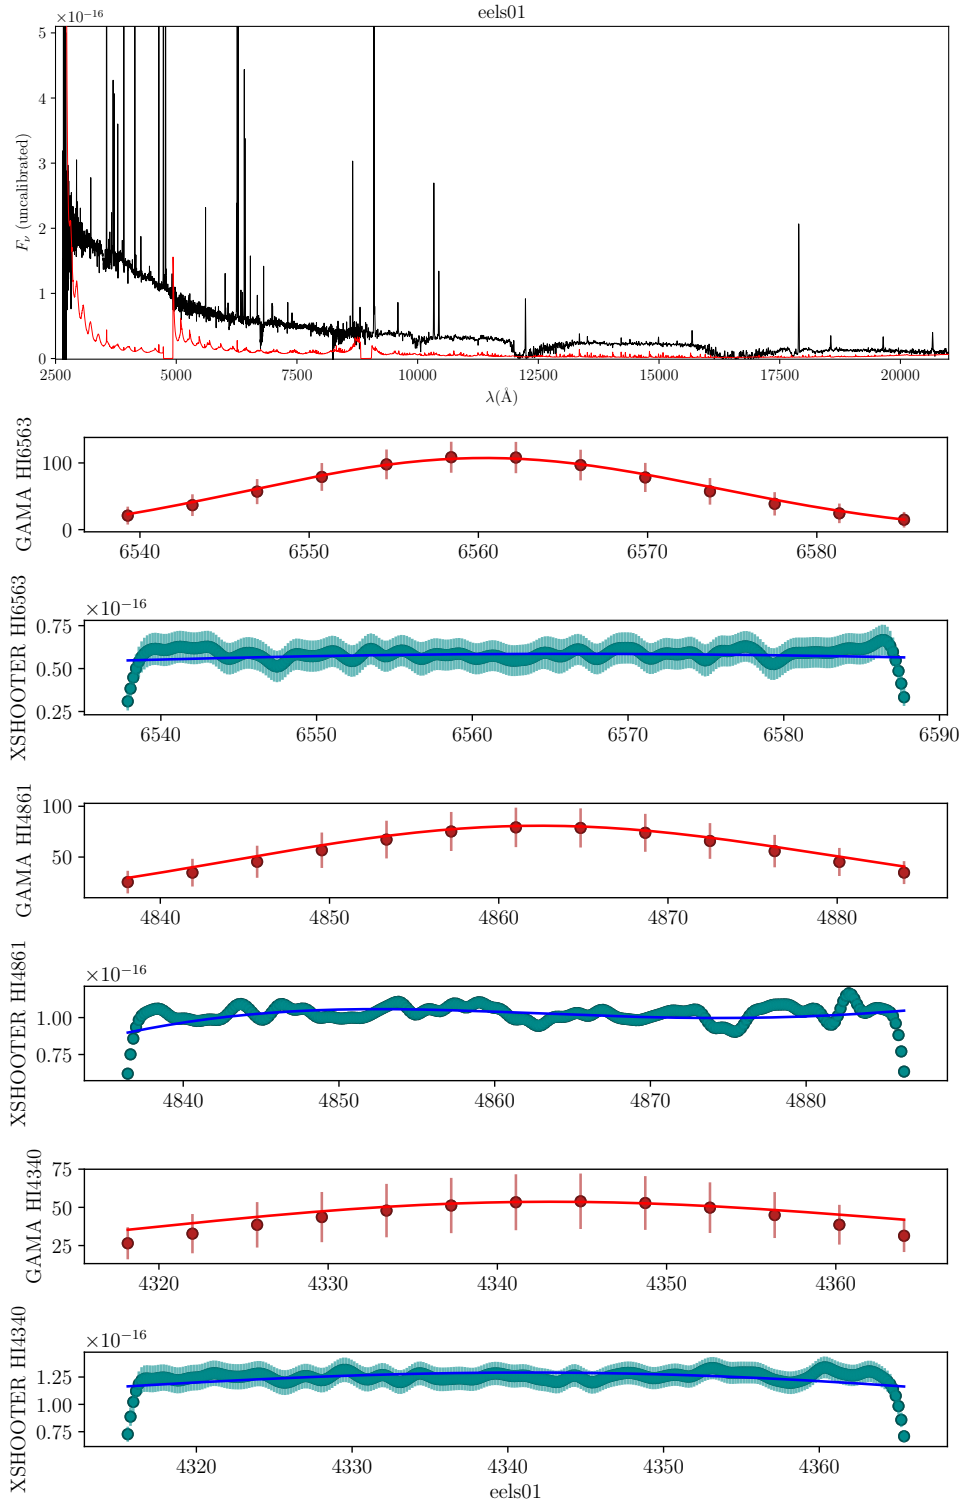 eels01
×10−16
5
4
3
2
1
0
Fν (uncalibrated)
2500 5000 7500 10000 12500 15000 17500 20000
λ(Å)
GAMA HI6563
100
0
6540 6550 6560 6570 6580
XSHOOTER HI6563
×10−16
0.75
0.50
0.25
6540 6550 6560 6570 6580 6590
GAMA HI4861
100
50
4840 4850 4860 4870 4880
XSHOOTER HI4861
×10−16
1.00
0.75
4840 4850 4860 4870 4880
GAMA HI4340
75
50
25
4320 4330 4340 4350 4360
XSHOOTER HI4340
×10−16
1.25
1.00
0.75
4320 4330 4340 4350 4360
eels01